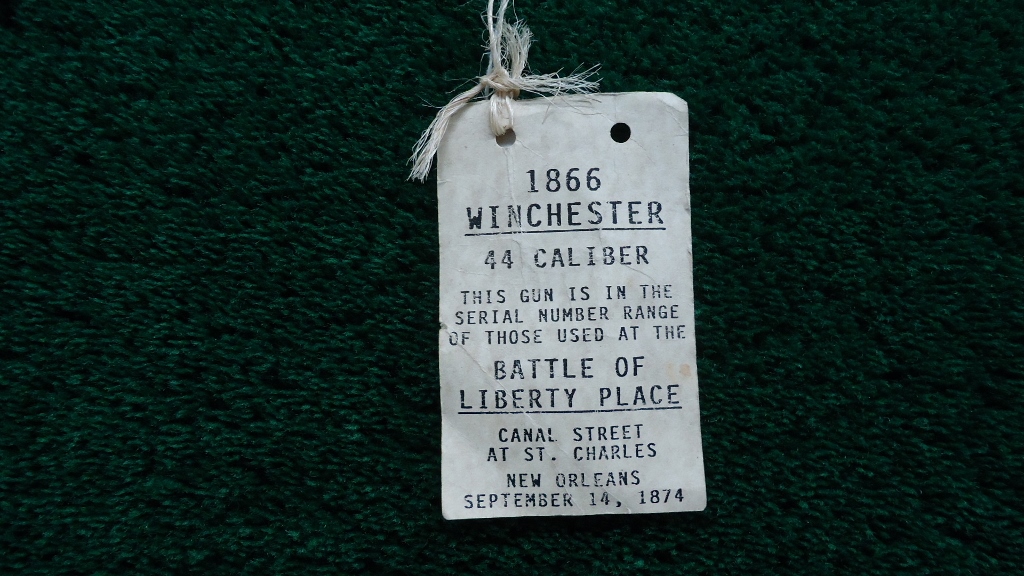 1866
WINCHESTER
44 CALIBER
THIS GUN IS IN THE
SERIAL NUMBER RANGE
OF THOSE USED AT THE
BATTLE OF
LIBERTY PLACE
CANAL STREET
AT ST. CHARLES
NEW ORLEANS
SEPTEMBER 14, 1874